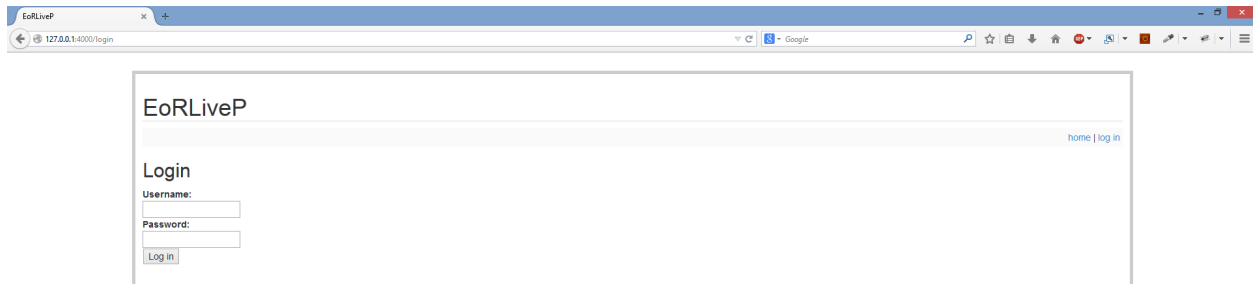 EoRLiveP
127.0.0.1:4000/login
Google
EoRLiveP
home | log in
Login
Username:
Password:
Log in